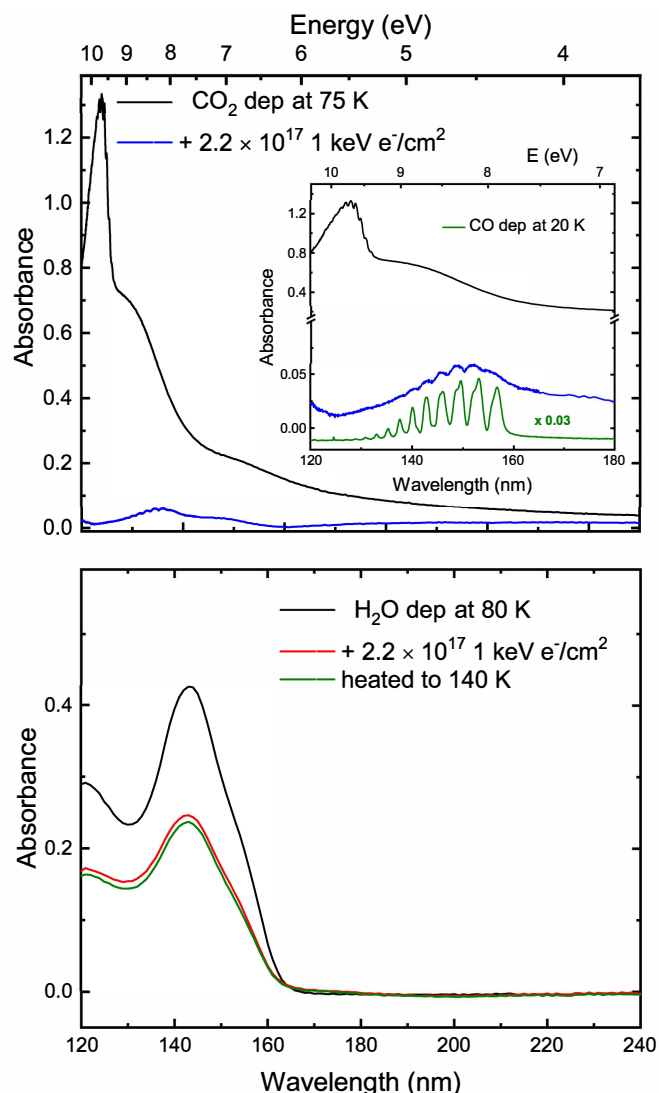 Energy (eV)
10 9 8 7 6 5 4
CO₂ dep at 75 K
+ 2.2 × 10¹⁷ 1 keV e⁻/cm²
1.2
1.0
0.8
0.6
0.4
0.2
0.0
Absorbance
E (eV)
10 9 8 7
CO dep at 20 K
1.2
0.8
0.4
0.05
0.00
Absorbance
x 0.03
120 140 160 180
Wavelength (nm)
H₂O dep at 80 K
+ 2.2 × 10¹⁷ 1 keV e⁻/cm²
heated to 140 K
0.4
0.2
0.0
Absorbance
120 140 160 180 200 220 240
Wavelength (nm)